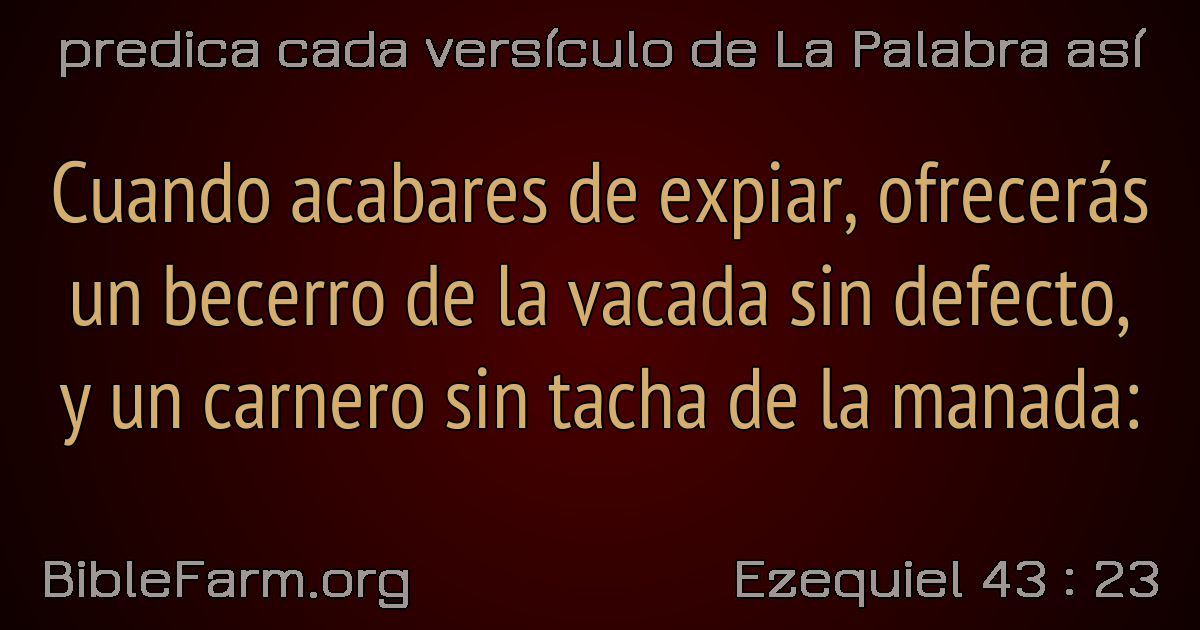 predica cada versículo de La Palabra así
Cuando acabares de expiar, ofrecerás
un becerro de la vacada sin defecto,
y un carnero sin tacha de la manada:
BibleFarm.org
Ezequiel 43 : 23